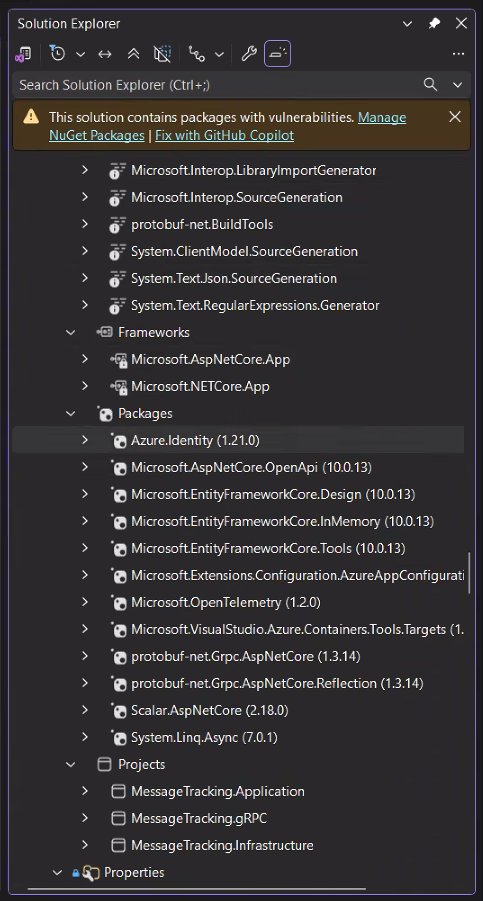 Solution Explorer
Search Solution Explorer (Ctrl+;)
This solution contains packages with vulnerabilities. Manage
NuGet Packages | Fix with GitHub Copilot
Microsoft.Interop.LibraryImportGenerator
Microsoft.Interop.SourceGeneration
protobuf-net.BuildTools
System.ClientModel.SourceGeneration
System.Text.Json.SourceGeneration
System.Text.RegularExpressions.Generator
Frameworks
Microsoft.AspNetCore.App
Microsoft.NETCore.App
Packages
Azure.Identity (1.21.0)
Microsoft.AspNetCore.OpenApi (10.0.13)
Microsoft.EntityFrameworkCore.Design (10.0.13)
Microsoft.EntityFrameworkCore.InMemory (10.0.13)
Microsoft.EntityFrameworkCore.Tools (10.0.13)
Microsoft.Extensions.Configuration.AzureAppConfigurati
Microsoft.OpenTelemetry (1.2.0)
Microsoft.VisualStudio.Azure.Containers.Tools.Targets (1.
protobuf-net.Grpc.AspNetCore (1.3.14)
protobuf-net.Grpc.AspNetCore.Reflection (1.3.14)
Scalar.AspNetCore (2.18.0)
System.Linq.Async (7.0.1)
Projects
MessageTracking.Application
MessageTracking.gRPC
MessageTracking.Infrastructure
Properties